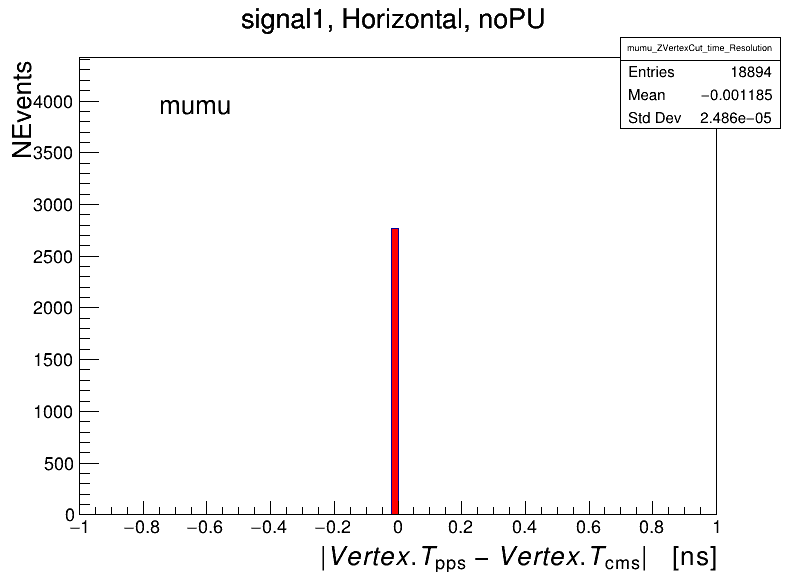 signal1, Horizontal, noPU
mumu_ZVertexCut_time_Resolution
Entries 18894
Mean −0.001185
Std Dev 2.486e−05
NEvents
mumu
4000
3500
3000
2500
2000
1500
1000
500
0
−1 −0.8 −0.6 −0.4 −0.2 0 0.2 0.4 0.6 0.8 1
|Vertex.Tpps − Vertex.Tcms| [ns]